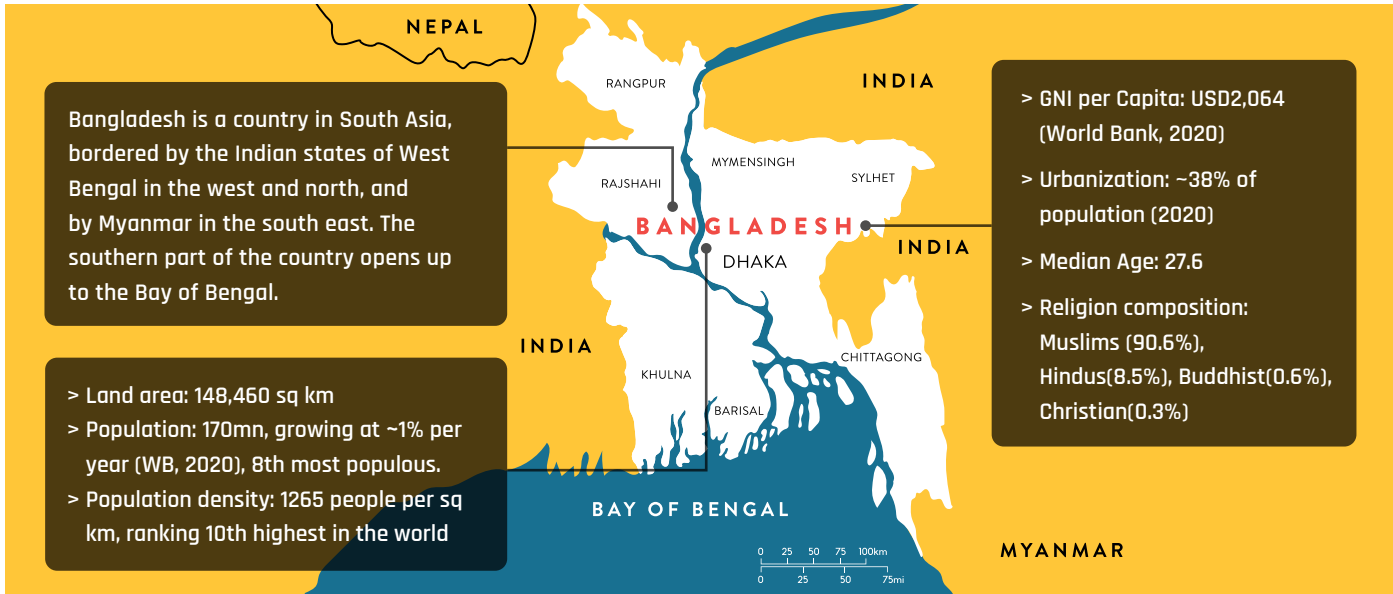 NEPAL
INDIA
RANGPUR
Bangladesh is a country in South Asia,
bordered by the Indian states of West
Bengal in the west and north, and
by Myanmar in the south east. The
southern part of the country opens up
to the Bay of Bengal.
MYMENSINGH
SYLHET
RAJSHAHI
BANGLADESH
DHAKA
INDIA
> GNI per Capita: USD2,064
(World Bank, 2020)
> Urbanization: ~38% of
population (2020)
> Median Age: 27.6
> Religion composition:
Muslims (90.6%),
Hindus(8.5%), Buddhist(0.6%),
Christian(0.3%)
INDIA
CHITTAGONG
KHULNA
BARISAL
> Land area: 148,460 sq km
> Population: 170mn, growing at ~1% per
year (WB, 2020), 8th most populous.
> Population density: 1265 people per sq
km, ranking 10th highest in the world
BAY OF BENGAL
MYANMAR
0 25 50 75 100km
0 25 50 75mi